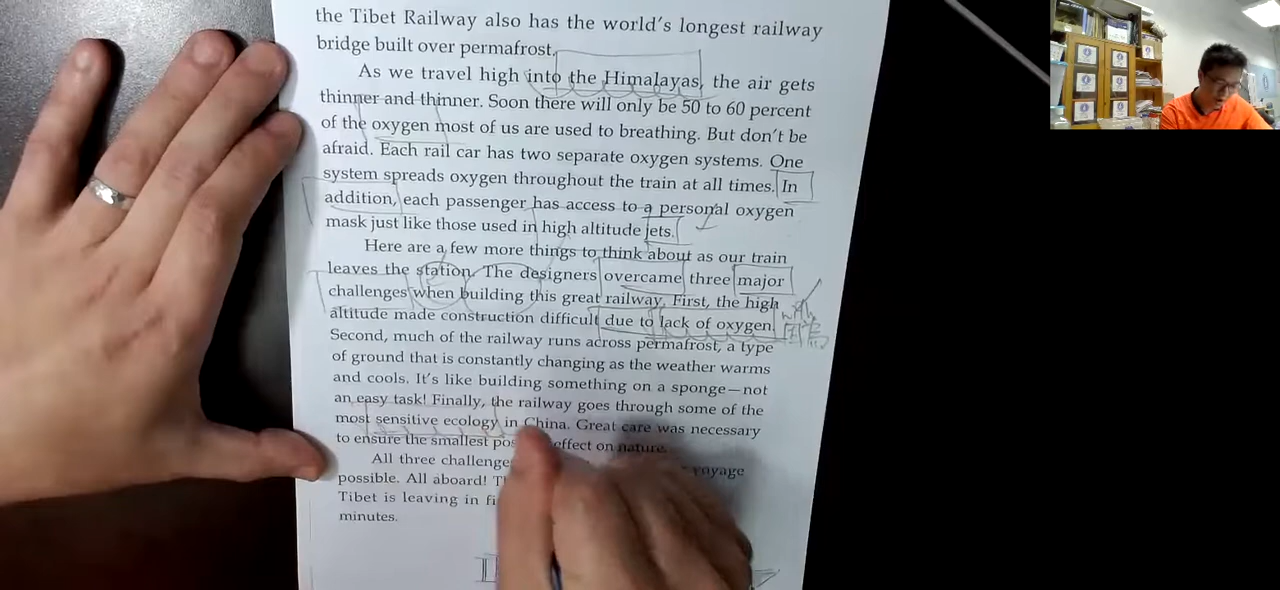 the Tibet Railway also has the world's longest railway
bridge built over permafrost.
As we travel high into the Himalayas, the air gets
thinner and thinner. Soon there will only be 50 to 60 percent
of the oxygen most of us are used to breathing. But don't be
afraid. Each rail car has two separate oxygen systems. One
system spreads oxygen throughout the train at all times. In
addition, each passenger has access to a personal oxygen
mask just like those used in high altitude jets.
Here are a few more things to think about as our train
leaves the station. The designers overcame three major
challenges when building this great railway. First, the high
altitude made construction difficult due to lack of oxygen.
Second, much of the railway runs across permafrost, a type
of ground that is constantly changing as the weather warms
and cools. It's like building something on a sponge—not
an easy task! Finally, the railway goes through some of the
most sensitive ecology in China. Great care was necessary
to ensure the smallest effect on nature.
All three voyage
possible. All aboard!
Tibet is leaving in
minutes.